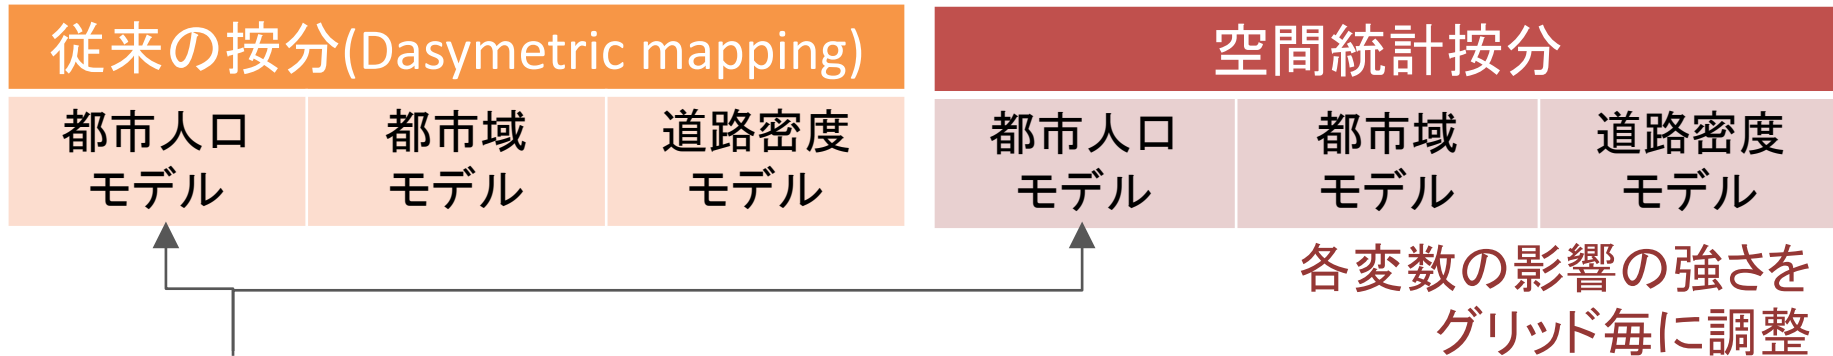 従来の按分(Dasymetric mapping)
都市人口
モデル
都市域
モデル
道路密度
モデル
空間統計按分
都市人口
モデル
都市域
モデル
道路密度
モデル
各変数の影響の強さを
グリッド毎に調整